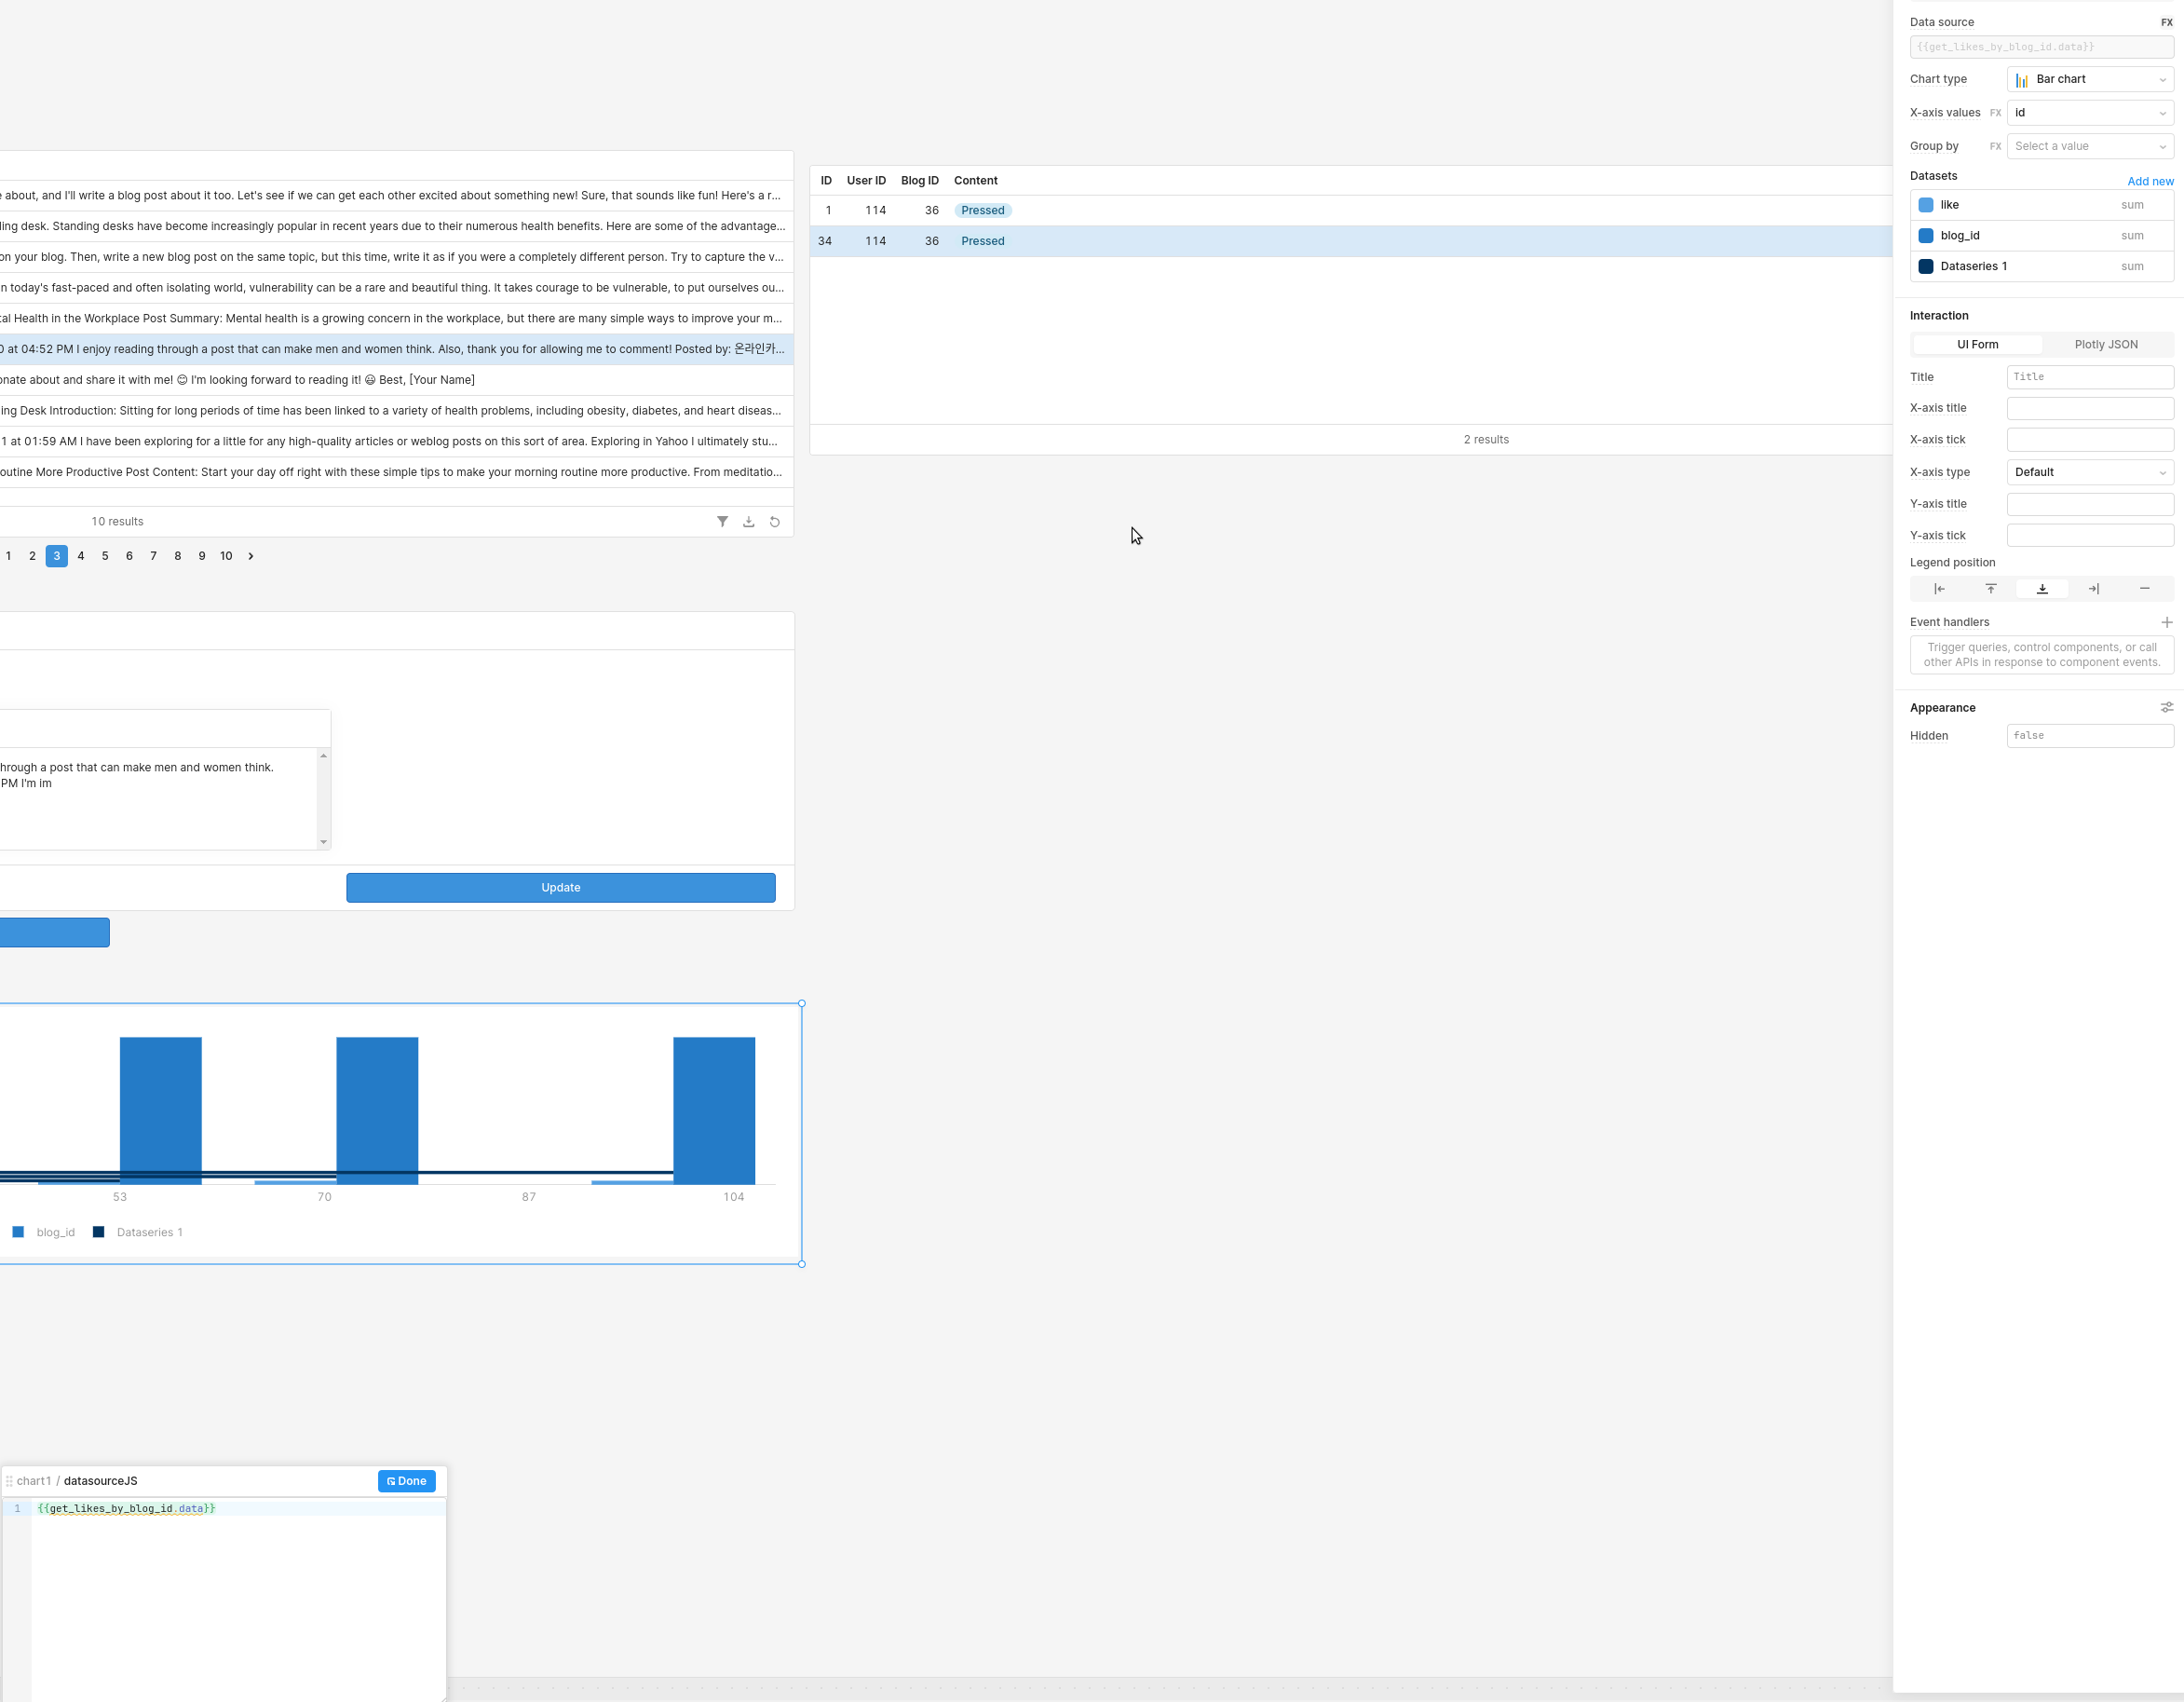 e about, and I'll write a blog post about it too. Let's see if we can get each other excited about something new! Sure, that sounds like fun! Here's a r...
ling desk. Standing desks have become increasingly popular in recent years due to their numerous health benefits. Here are some of the advantage...
on your blog. Then, write a new blog post on the same topic, but this time, write it as if you were a completely different person. Try to capture the v...
n today's fast-paced and often isolating world, vulnerability can be a rare and beautiful thing. It takes courage to be vulnerable, to put ourselves ou...
tal Health in the Workplace Post Summary: Mental health is a growing concern in the workplace, but there are many simple ways to improve your m...
0 at 04:52 PM I enjoy reading through a post that can make men and women think. Also, thank you for allowing me to comment! Posted by: 온라인카...
onate about and share it with me! 😊 I'm looking forward to reading it! 😃 Best, [Your Name]
ing Desk Introduction: Sitting for long periods of time has been linked to a variety of health problems, including obesity, diabetes, and heart diseas...
1 at 01:59 AM I have been exploring for a little for any high-quality articles or weblog posts on this sort of area. Exploring in Yahoo I ultimately stu...
outine More Productive Post Content: Start your day off right with these simple tips to make your morning routine more productive. From meditatio...
10 results
1 2 3 4 5 6 7 8 9 10
ID User ID Blog ID Content
1 114 36 Pressed
34 114 36 Pressed
2 results
hrough a post that can make men and women think.
PM I'm im
Update
53 70 87 104
blog_id Dataseries 1
chart1 / datasourceJS Done
1 {{get_likes_by_blog_id.data}}
Data source FX
{{get_likes_by_blog_id.data}}
Chart type Bar chart
X-axis values FX id
Group by FX Select a value
Datasets Add new
like sum
blog_id sum
Dataseries 1 sum
Interaction
UI Form Plotly JSON
Title Title
X-axis title
X-axis tick
X-axis type Default
Y-axis title
Y-axis tick
Legend position
Event handlers
Trigger queries, control components, or call
other APIs in response to component events.
Appearance
Hidden false